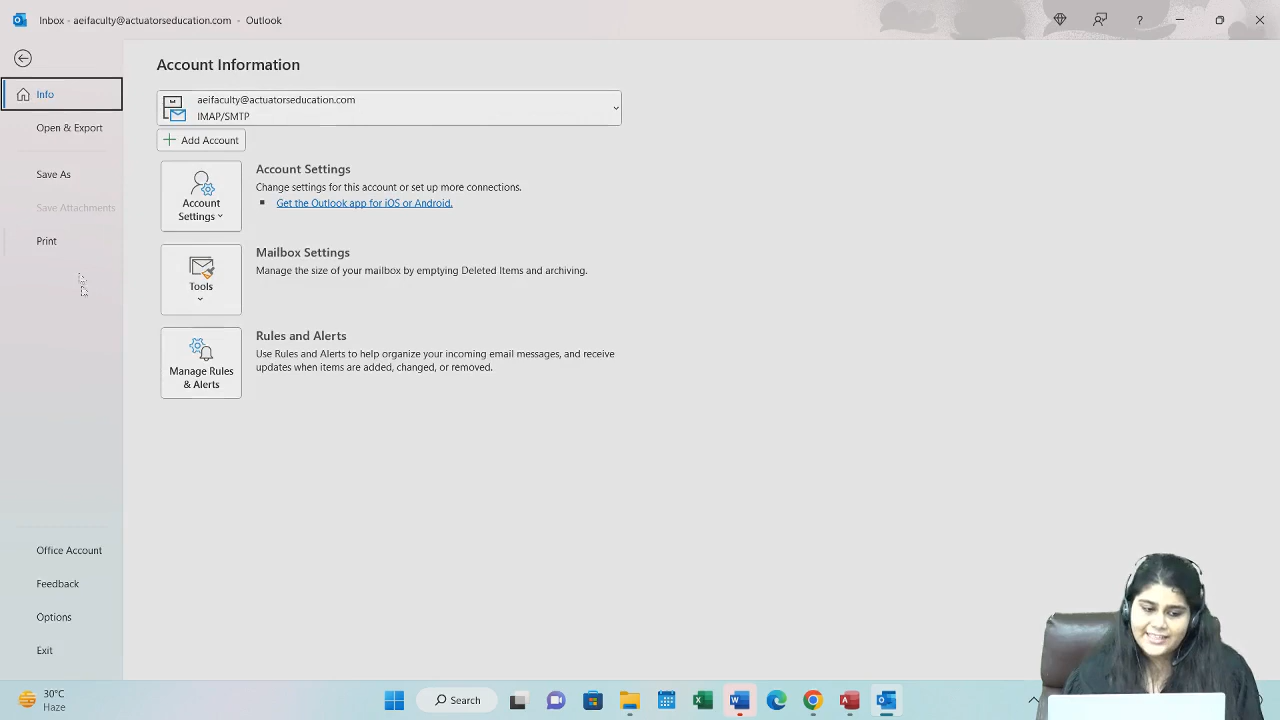 Inbox - aeifaculty@actuatorseducation.com - Outlook
?
Info
Open & Export
Save As
Save Attachments
Print
Office Account
Feedback
Options
Exit
Account Information
aeifaculty@actuatorseducation.com
IMAP/SMTP
Add Account
Account
Settings
Account Settings
Change settings for this account or set up more connections.
Get the Outlook app for iOS or Android.
Tools
Mailbox Settings
Manage the size of your mailbox by emptying Deleted Items and archiving.
Manage Rules
& Alerts
Rules and Alerts
Use Rules and Alerts to help organize your incoming email messages, and receive
updates when items are added, changed, or removed.
30°C
Haze
Search